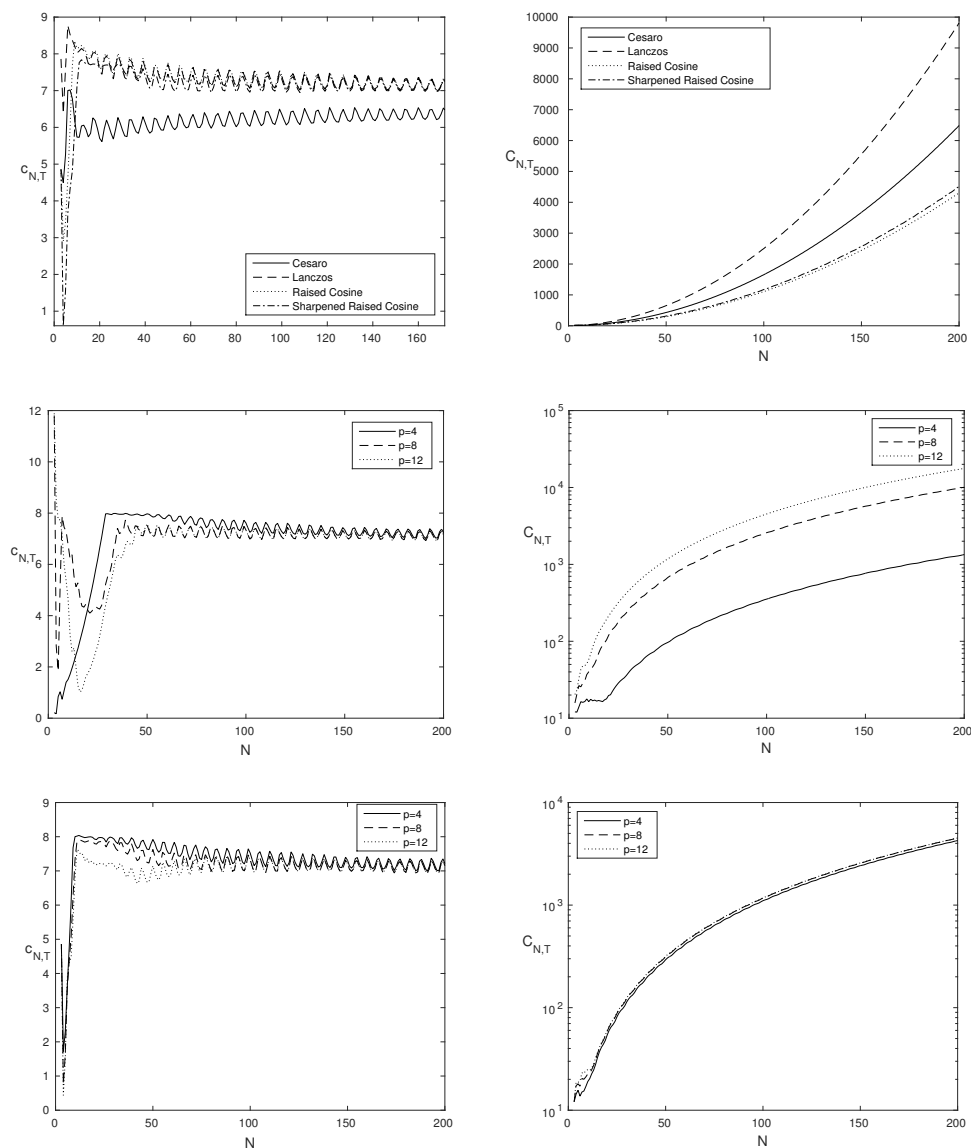 9
8
7
6
5
4
3
2
1
c_{N,T}
Cesaro
Lanczos
Raised Cosine
Sharpened Raised Cosine
0 20 40 60 80 100 120 140 160
10000
9000
8000
7000
6000
5000
4000
3000
2000
1000
0
C_{N,T}
Cesaro
Lanczos
Raised Cosine
Sharpened Raised Cosine
0 50 100 150 200
N
12
10
8
6
4
2
0
c_{N,T}
p=4
p=8
p=12
0 50 100 150 200
N
10^5
10^4
10^3
10^2
10^1
C_{N,T}
p=4
p=8
p=12
0 50 100 150 200
N
9
8
7
6
5
4
3
2
1
0
c_{N,T}
p=4
p=8
p=12
0 50 100 150 200
N
10^4
10^3
10^2
10^1
C_{N,T}
p=4
p=8
p=12
0 50 100 150 200
N